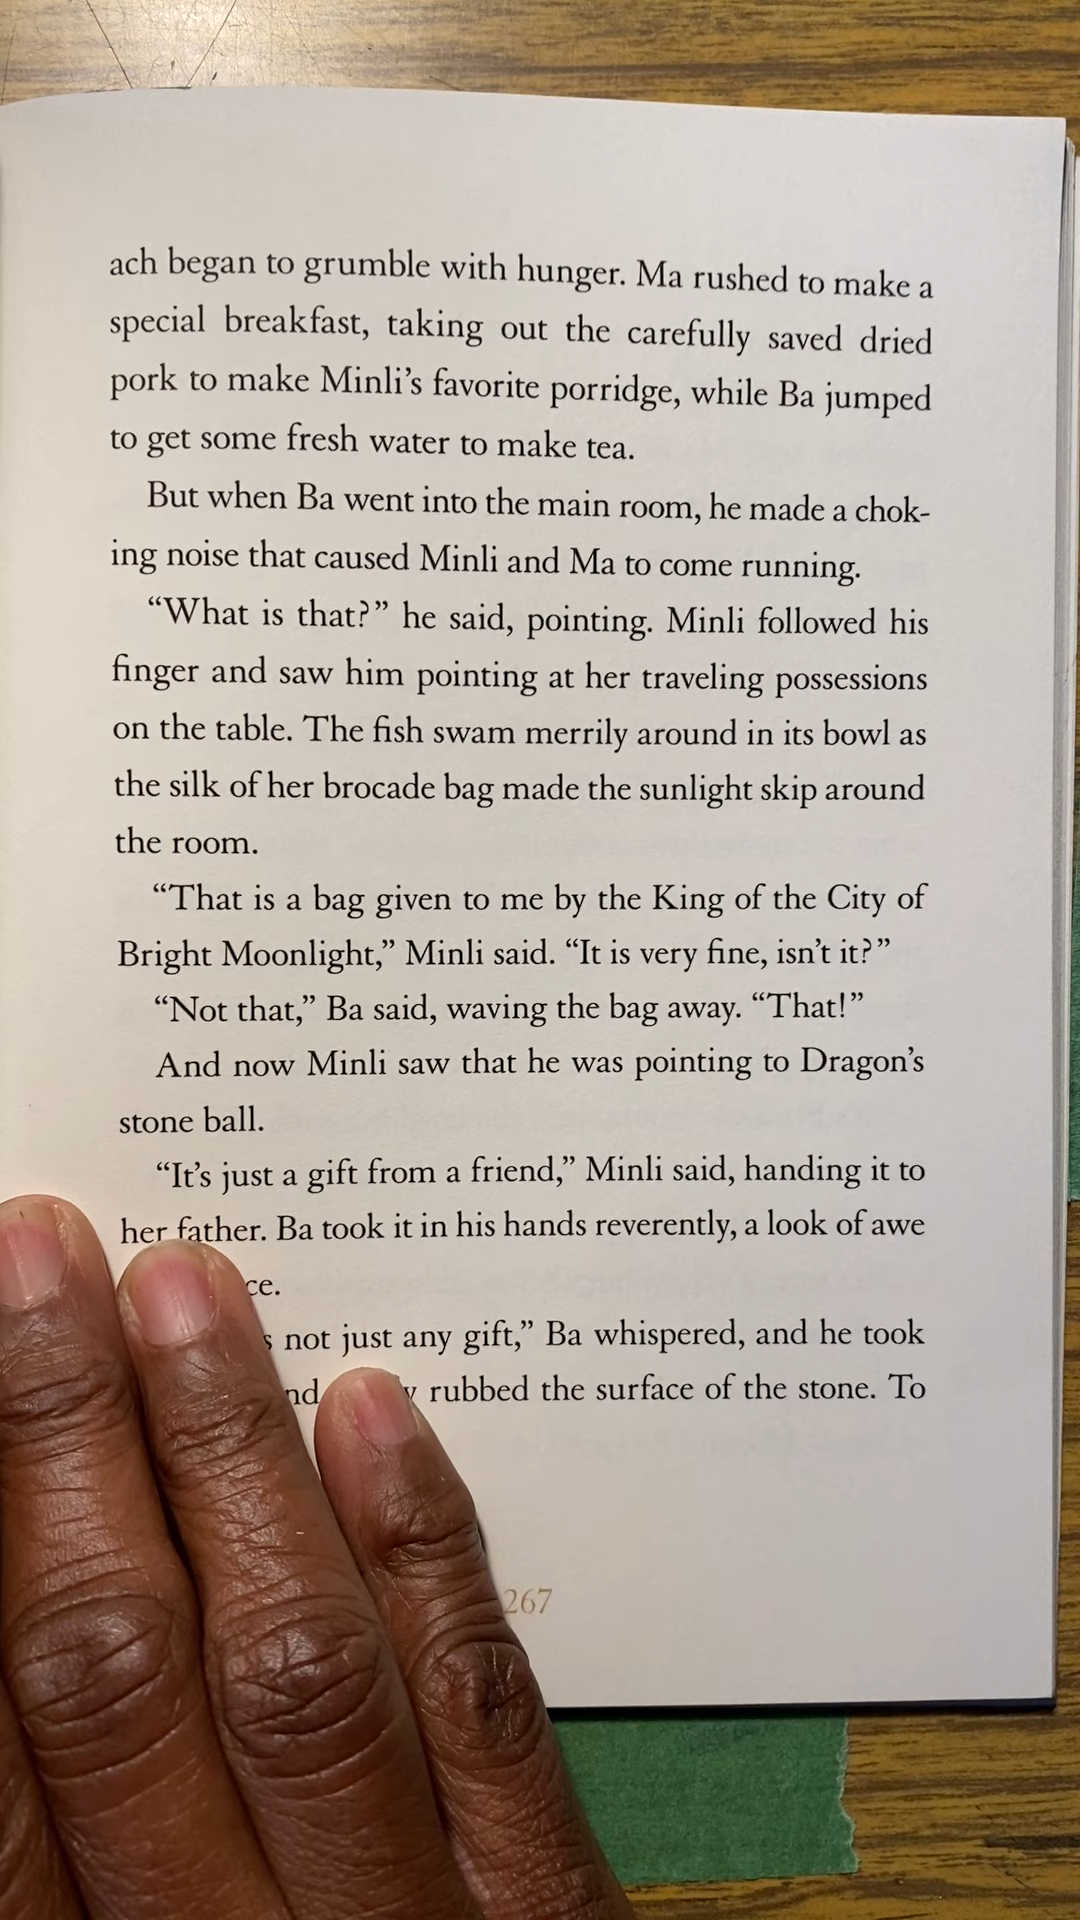 ach began to grumble with hunger. Ma rushed to make a
special breakfast, taking out the carefully saved dried
pork to make Minli’s favorite porridge, while Ba jumped
to get some fresh water to make tea.
But when Ba went into the main room, he made a chok-
ing noise that caused Minli and Ma to come running.
“What is that?” he said, pointing. Minli followed his
finger and saw him pointing at her traveling possessions
on the table. The fish swam merrily around in its bowl as
the silk of her brocade bag made the sunlight skip around
the room.
“That is a bag given to me by the King of the City of
Bright Moonlight,” Minli said. “It is very fine, isn’t it?”
“Not that,” Ba said, waving the bag away. “That!”
And now Minli saw that he was pointing to Dragon’s
stone ball.
“It’s just a gift from a friend,” Minli said, handing it to
her father. Ba took it in his hands reverently, a look of awe
not just any gift,” Ba whispered, and he took
rubbed the surface of the stone. To
267